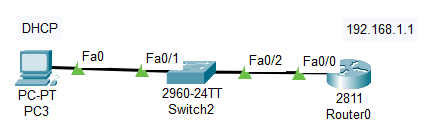 DHCP
192.168.1.1
Fa0
Fa0/1
Fa0/2
Fa0/0
PC-PT
PC3
2960-24TT
Switch2
2811
Router0